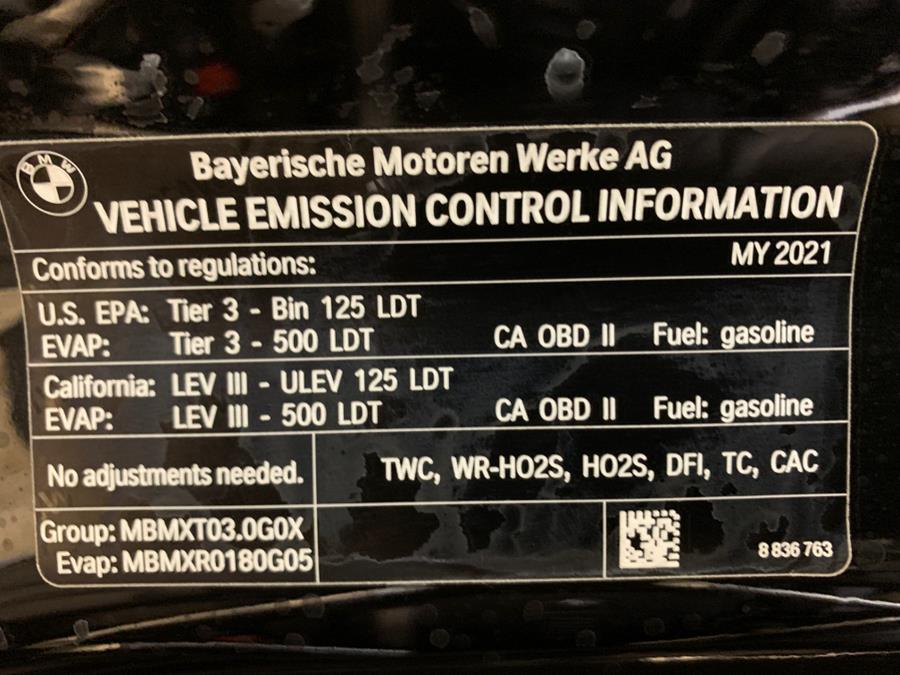 BMW
Bayerische Motoren Werke AG
VEHICLE EMISSION CONTROL INFORMATION
Conforms to regulations: MY 2021
U.S. EPA: Tier 3 - Bin 125 LDT
EVAP: Tier 3 - 500 LDT CA OBD II Fuel: gasoline
California: LEV III - ULEV 125 LDT
EVAP: LEV III - 500 LDT CA OBD II Fuel: gasoline
No adjustments needed. TWC, WR-HO2S, HO2S, DFI, TC, CAC
Group: MBMXT03.0G0X
Evap: MBMXR0180G05 8 836 763